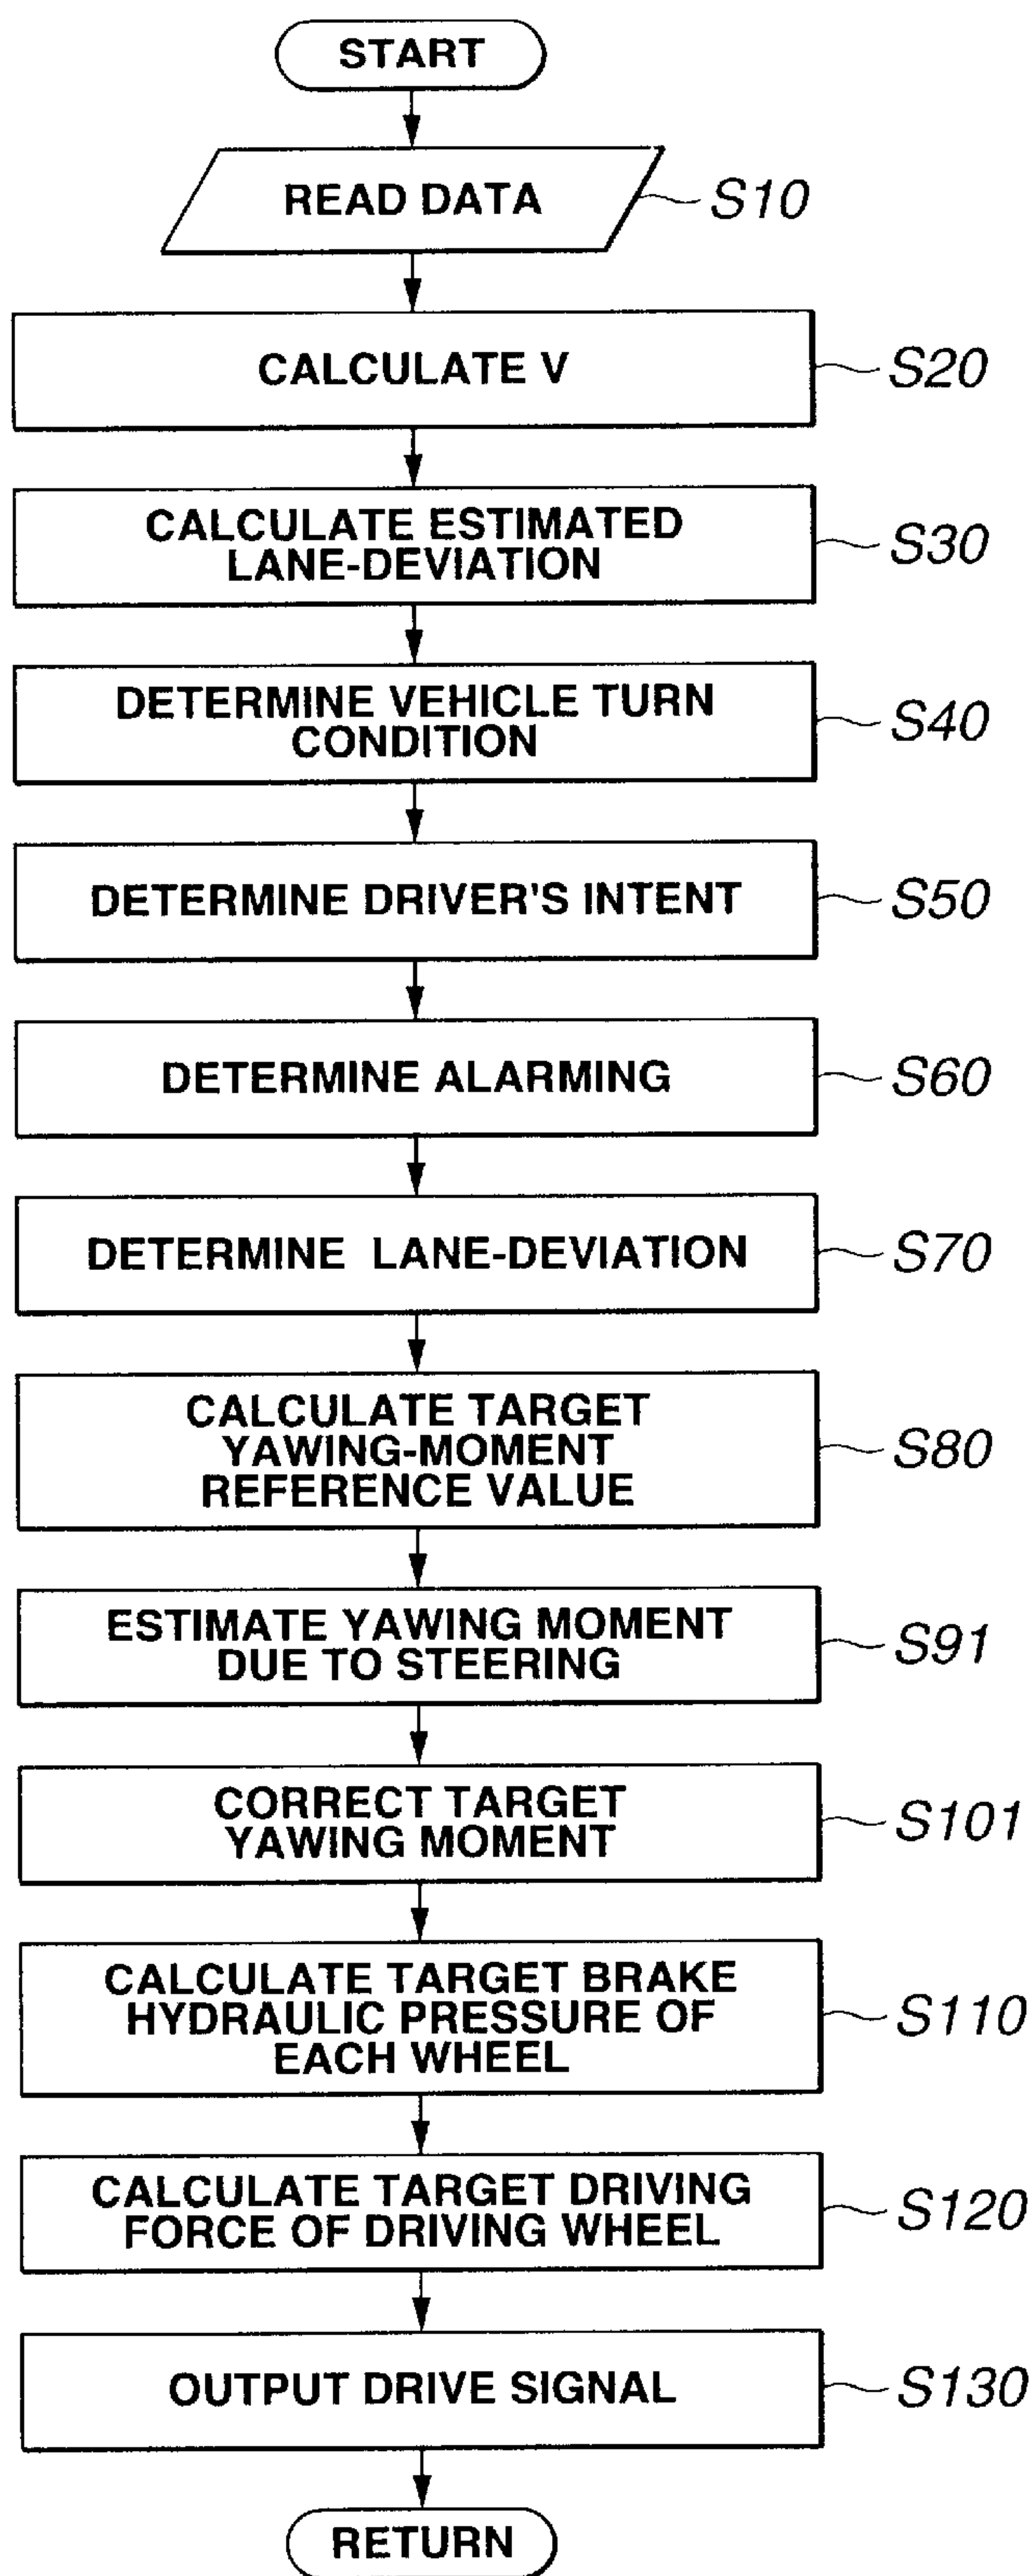 START
READ DATA
S10
CALCULATE V
S20
CALCULATE ESTIMATED
LANE-DEVIATION
S30
DETERMINE VEHICLE TURN
CONDITION
S40
DETERMINE DRIVER'S INTENT
S50
DETERMINE ALARMING
S60
DETERMINE LANE-DEVIATION
S70
CALCULATE TARGET
YAWING-MOMENT
REFERENCE VALUE
S80
ESTIMATE YAWING MOMENT
DUE TO STEERING
S91
CORRECT TARGET
YAWING MOMENT
S101
CALCULATE TARGET BRAKE
HYDRAULIC PRESSURE OF
EACH WHEEL
S110
CALCULATE TARGET DRIVING
FORCE OF DRIVING WHEEL
S120
OUTPUT DRIVE SIGNAL
S130
RETURN